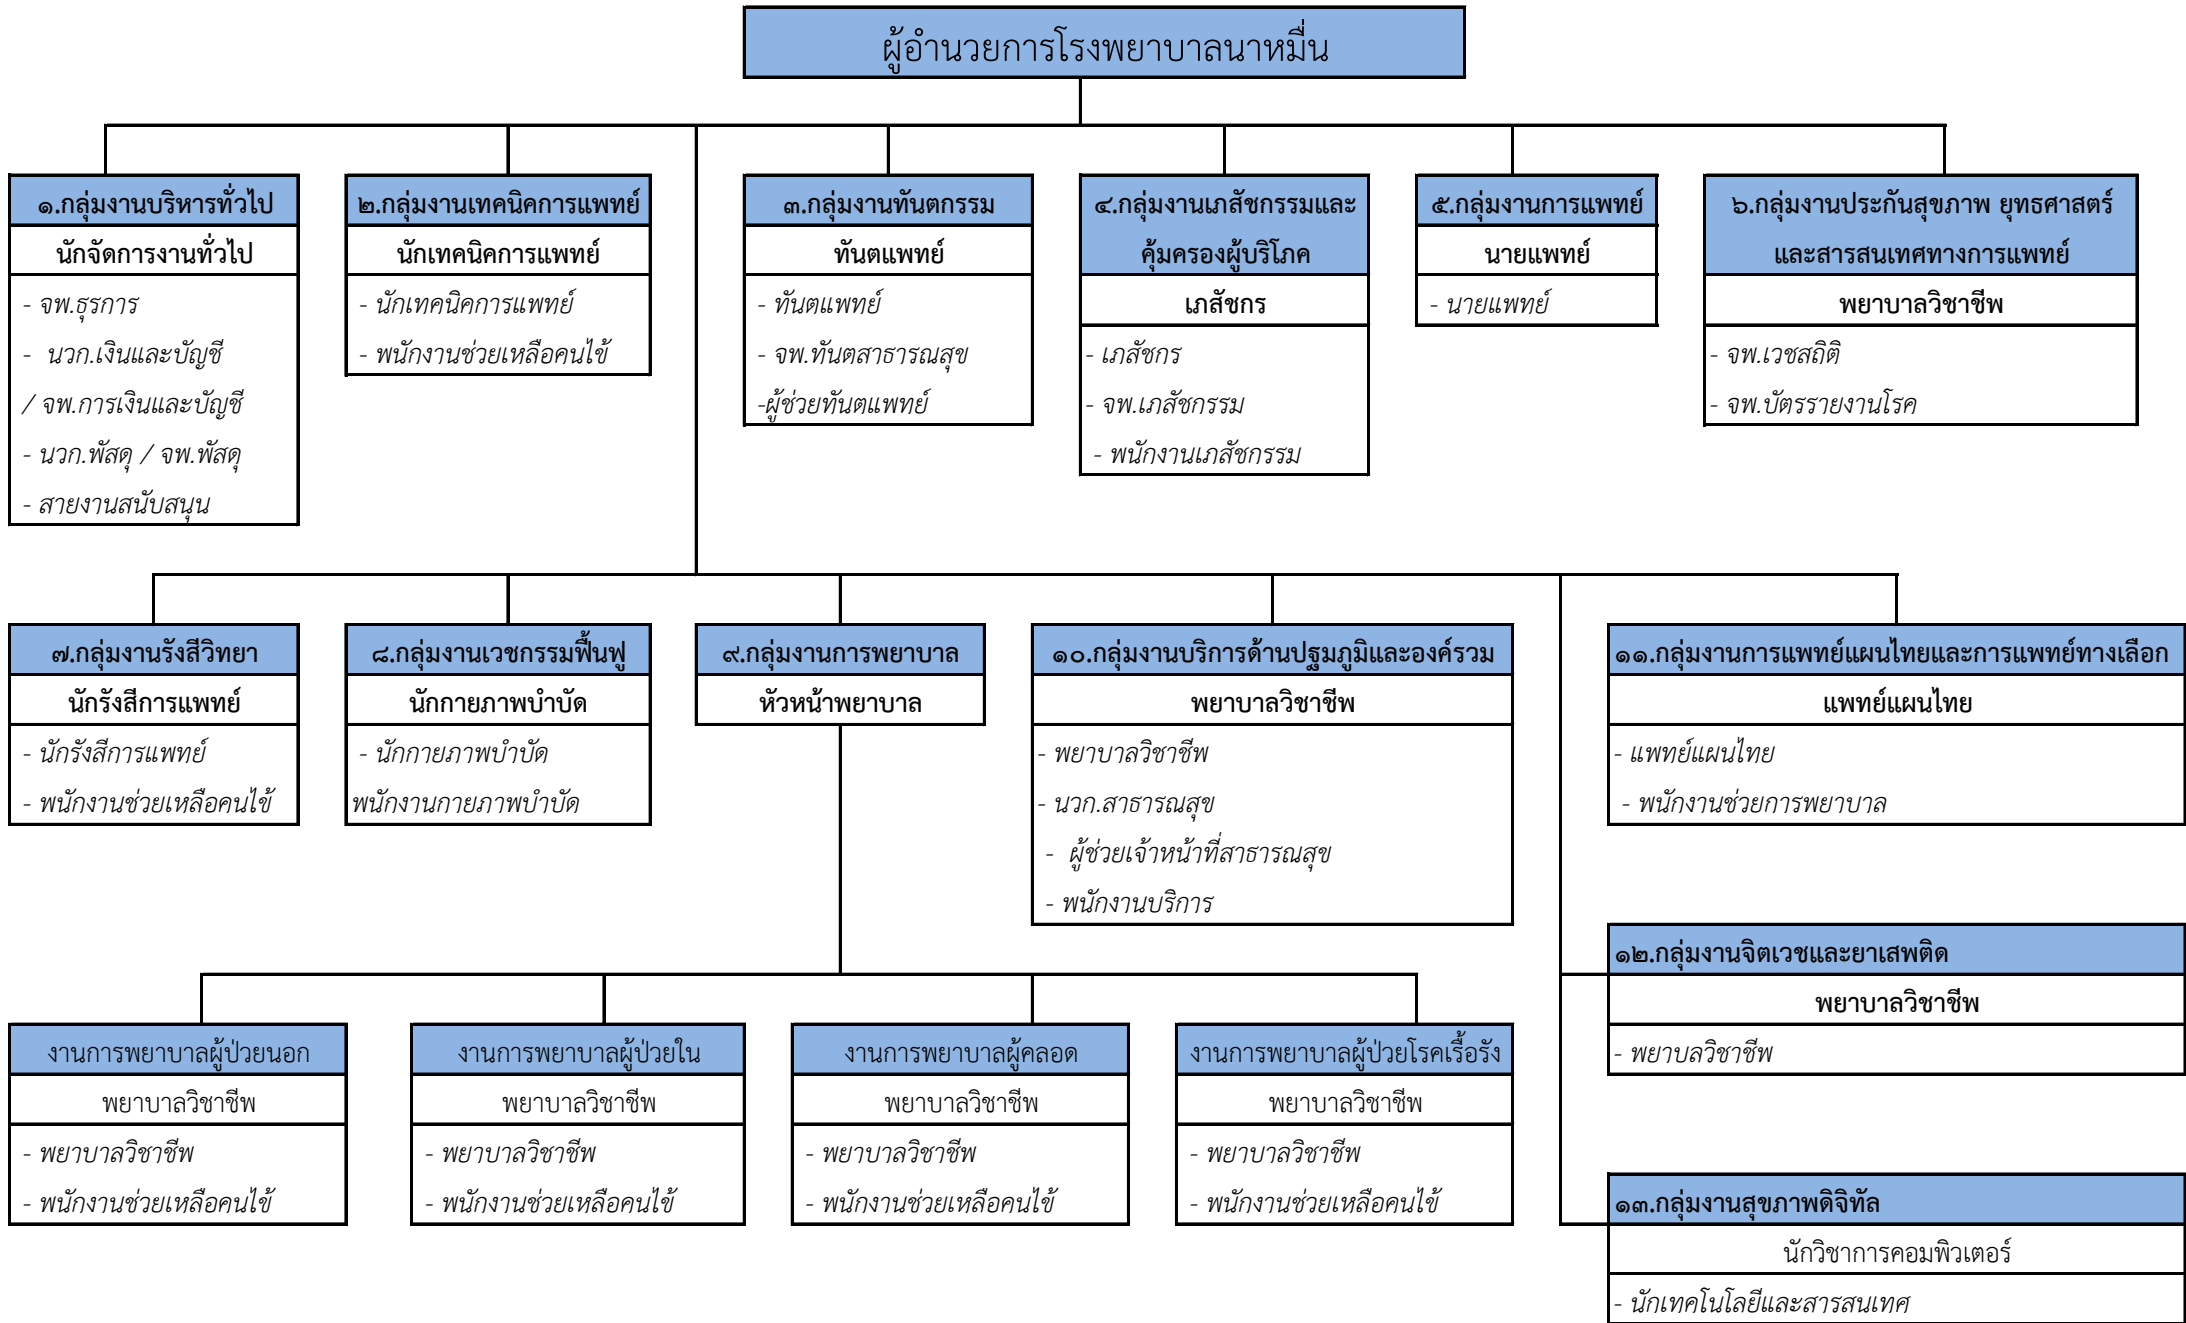 ผู้อำนวยการโรงพยาบาลนาหมื่น
๑.กลุ่มงานบริหารทั่วไป
นักจัดการงานทั่วไป
- จพ.ธุรการ
- นวก.เงินและบัญชี
/ จพ.การเงินและบัญชี
- นวก.พัสดุ / จพ.พัสดุ
- สายงานสนับสนุน
๒.กลุ่มงานเทคนิคการแพทย์
นักเทคนิคการแพทย์
- นักเทคนิคการแพทย์
- พนักงานช่วยเหลือคนไข้
๓.กลุ่มงานทันตกรรม
ทันตแพทย์
- ทันตแพทย์
- จพ.ทันตสาธารณสุข
-ผู้ช่วยทันตแพทย์
๔.กลุ่มงานเภสัชกรรมและ
คุ้มครองผู้บริโภค
เภสัชกร
- เภสัชกร
- จพ.เภสัชกรรม
- พนักงานเภสัชกรรม
๕.กลุ่มงานการแพทย์
นายแพทย์
- นายแพทย์
๖.กลุ่มงานประกันสุขภาพ ยุทธศาสตร์
และสารสนเทศทางการแพทย์
พยาบาลวิชาชีพ
- จพ.เวชสถิติ
- จพ.บัตรรายงานโรค
๗.กลุ่มงานรังสีวิทยา
นักรังสีการแพทย์
- นักรังสีการแพทย์
- พนักงานช่วยเหลือคนไข้
๘.กลุ่มงานเวชกรรมฟื้นฟู
นักกายภาพบำบัด
- นักกายภาพบำบัด
พนักงานกายภาพบำบัด
๙.กลุ่มงานการพยาบาล
หัวหน้าพยาบาล
๑๐.กลุ่มงานบริการด้านปฐมภูมิและองค์รวม
พยาบาลวิชาชีพ
- พยาบาลวิชาชีพ
- นวก.สาธารณสุข
- ผู้ช่วยเจ้าหน้าที่สาธารณสุข
- พนักงานบริการ
๑๑.กลุ่มงานการแพทย์แผนไทยและการแพทย์ทางเลือก
แพทย์แผนไทย
- แพทย์แผนไทย
- พนักงานช่วยการพยาบาล
๑๒.กลุ่มงานจิตเวชและยาเสพติด
พยาบาลวิชาชีพ
- พยาบลวิชาชีพ
งานการพยาบาลผู้ป่วยนอก
พยาบาลวิชาชีพ
- พยาบาลวิชาชีพ
- พนักงานช่วยเหลือคนไข้
งานการพยาบาลผู้ป่วยใน
พยาบาลวิชาชีพ
- พยาบาลวิชาชีพ
- พนักงานช่วยเหลือคนไข้
งานการพยาบาลผู้คลอด
พยาบาลวิชาชีพ
- พยาบาลวิชาชีพ
- พนักงานช่วยเหลือคนไข้
งานการพยาบาลผู้ป่วยโรคเรื้อรัง
พยาบาลวิชาชีพ
- พยาบาลวิชาชีพ
- พนักงานช่วยเหลือคนไข้
๑๓.กลุ่มงานสุขภาพดิจิทัล
นักวิชาการคอมพิวเตอร์
- นักเทคโนโลยีและสารสนเทศ